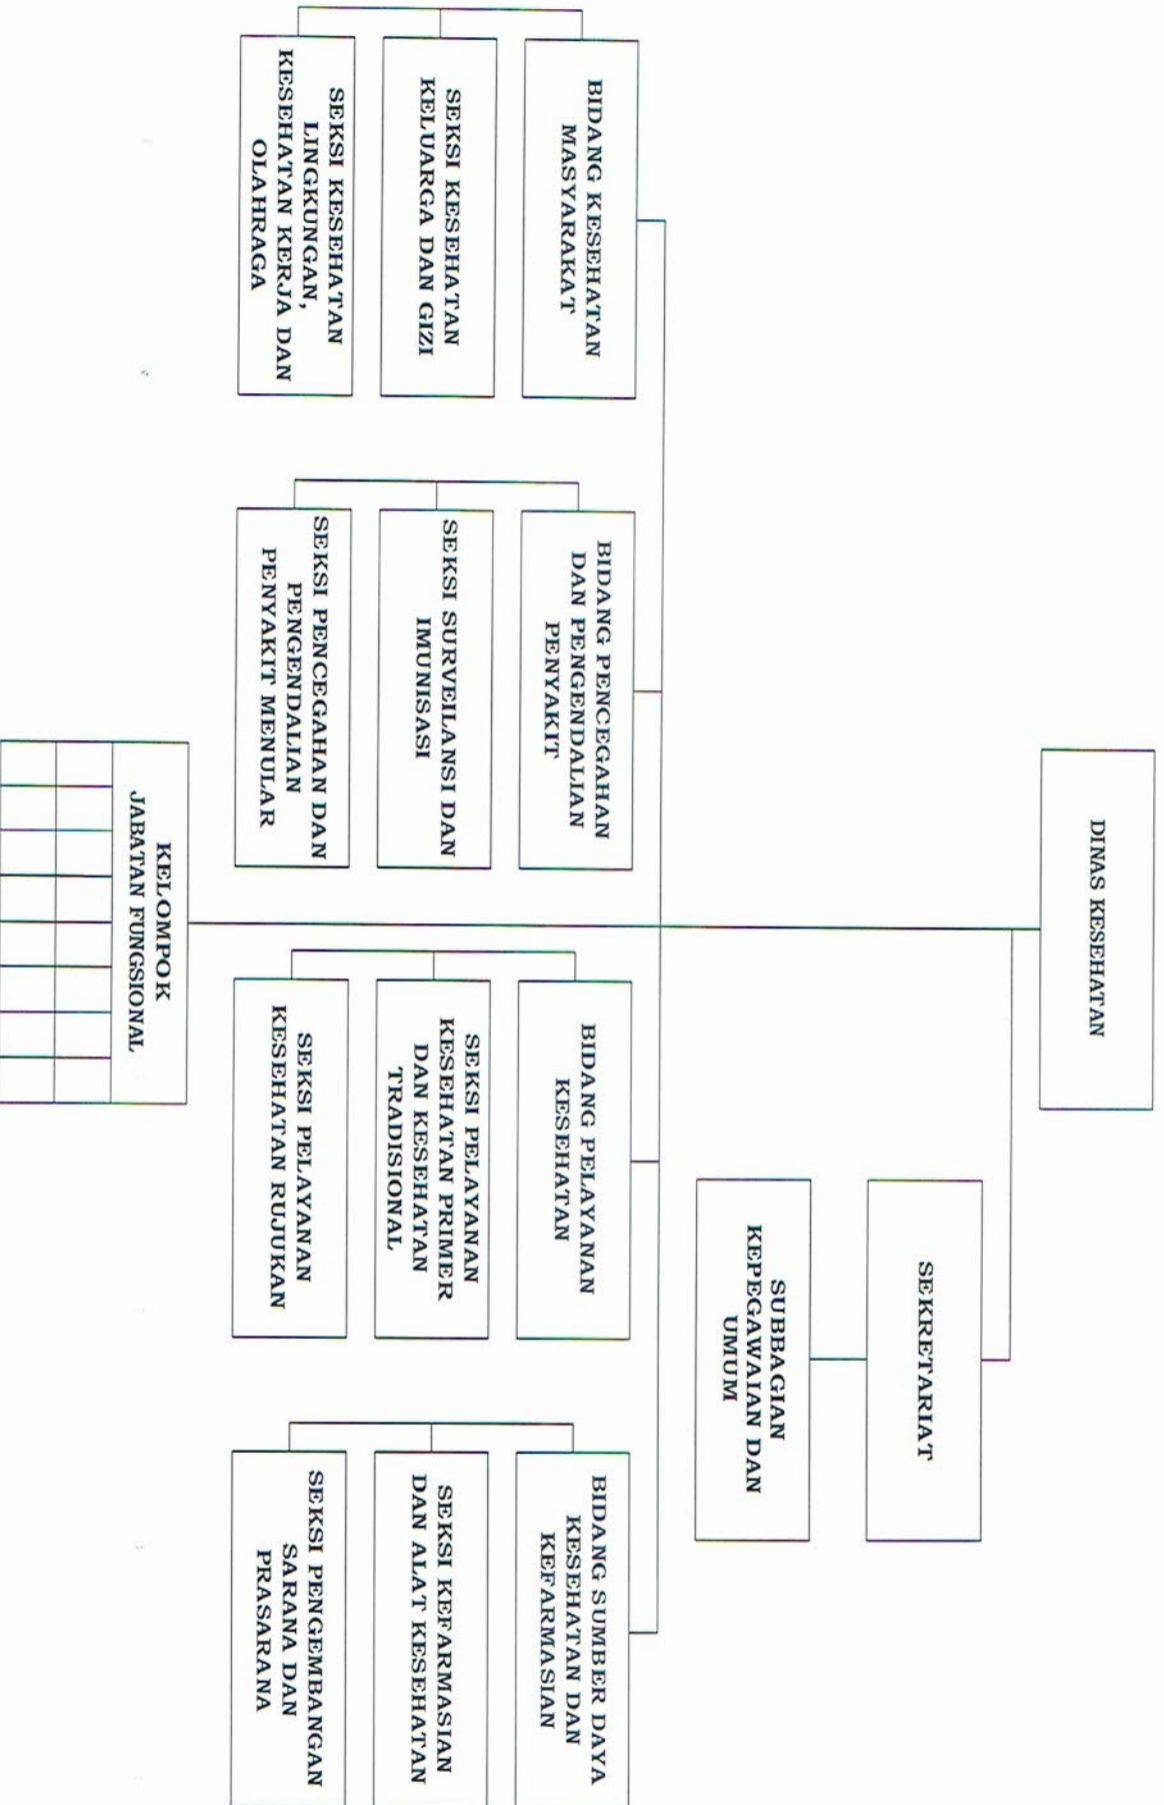 DINAS KESEHATAN
SEKRETARIAT
SUBBAGIAN
KEPEGAWAIAN DAN
UMUM
BIDANG KESEHATAN
MASYARAKAT
SEKSI KESEHATAN
KELUARGA DAN GIZI
SEKSI KESEHATAN
LINGKUNGAN,
KESEHATAN KERJA DAN
OLAHRAGA
BIDANG PENCEGAHAN
DAN PENGENDALIAN
PENYAKIT
SEKSI SURVEILANSI DAN
IMUNISASI
SEKSI PENCEGAHAN DAN
PENGENDALIAN
PENYAKIT MENULAR
BIDANG PELAYANAN
KESEHATAN
SEKSI PELAYANAN
KESEHATAN PRIMER
DAN KESEHATAN
TRADISIONAL
SEKSI PELAYANAN
KESEHATAN RUJUKAN
BIDANG SUMBER DAYA
KESEHATAN DAN
KEFARMASIAN
SEKSI KEFARMASIAN
DAN ALAT KESEHATAN
SEKSI PENGEMBANGAN
SARANA DAN
PRASARANA
KELOMPOK
JABATAN FUNGSIONAL